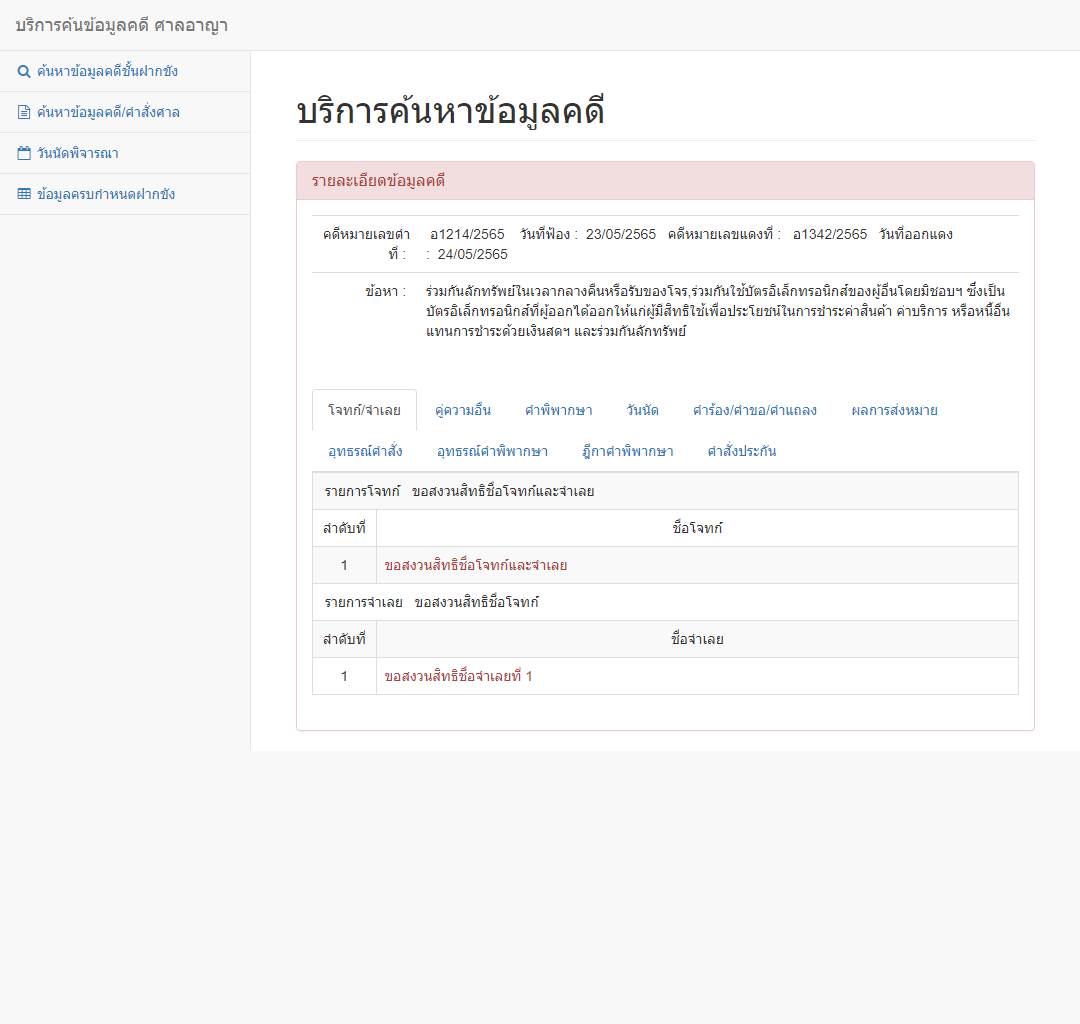 บริการค้นข้อมูลคดี ศาลอาญา
ค้นหาข้อมูลคดีชั้นฝากขัง
ค้นหาข้อมูลคดี/คำสั่งศาล
วันนัดพิจารณา
ข้อมูลครบกำหนดฝากขัง
บริการค้นหาข้อมูลคดี
รายละเอียดข้อมูลคดี
คดีหมายเลขดำ อ1214/2565 วันที่ฟ้อง : 23/05/2565 คดีหมายเลขแดงที่ : อ1342/2565 วันที่ออกแดง
ที่ : : 24/05/2565
ข้อหา : ร่วมกันลักทรัพย์ในเวลากลางคืนหรือรับของโจร,ร่วมกันใช้บัตรอิเล็กทรอนิกส์ของผู้อื่นโดยมิชอบฯ ซึ่งเป็น
บัตรอิเล็กทรอนิกส์ที่ผู้ออกได้ออกให้แก่ผู้มีสิทธิใช้เพื่อประโยชน์ในการชำระค่าสินค้า ค่าบริการ หรือหนี้อื่น
แทนการชำระด้วยเงินสดฯ และร่วมกันลักทรัพย์
โจทก์/จำเลย คู่ความอื่น คำพิพากษา วันนัด คำร้อง/คำขอ/คำแถลง ผลการส่งหมาย
อุทธรณ์คำสั่ง อุทธรณ์คำพิพากษา ฎีกาคำพิพากษา คำสั่งประกัน
รายการโจทก์ ขอสงวนสิทธิชื่อโจทก์และจำเลย
ลำดับที่ ชื่อโจทก์
1 ขอสงวนสิทธิชื่อโจทก์และจำเลย
รายการจำเลย ขอสงวนสิทธิชื่อโจทก์
ลำดับที่ ชื่อจำเลย
1 ขอสงวนสิทธิชื่อจำเลยที่ 1